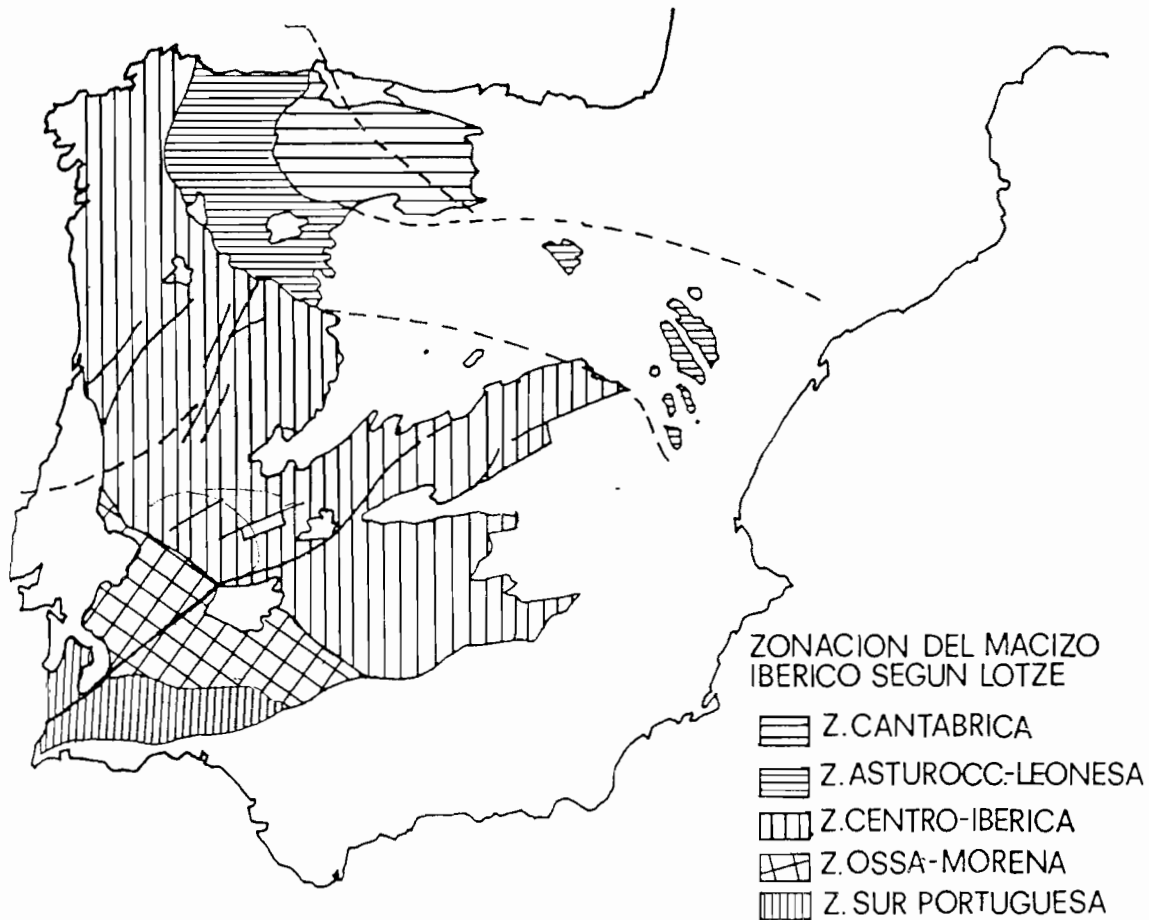 ZONACION DEL MACIZO
IBERICO SEGUN LOTZE
Z. CANTABRICA
Z. ASTUROCC.-LEONESA
Z. CENTRO-IBERICA
Z. OSSA-MORENA
Z. SUR PORTUGUESA